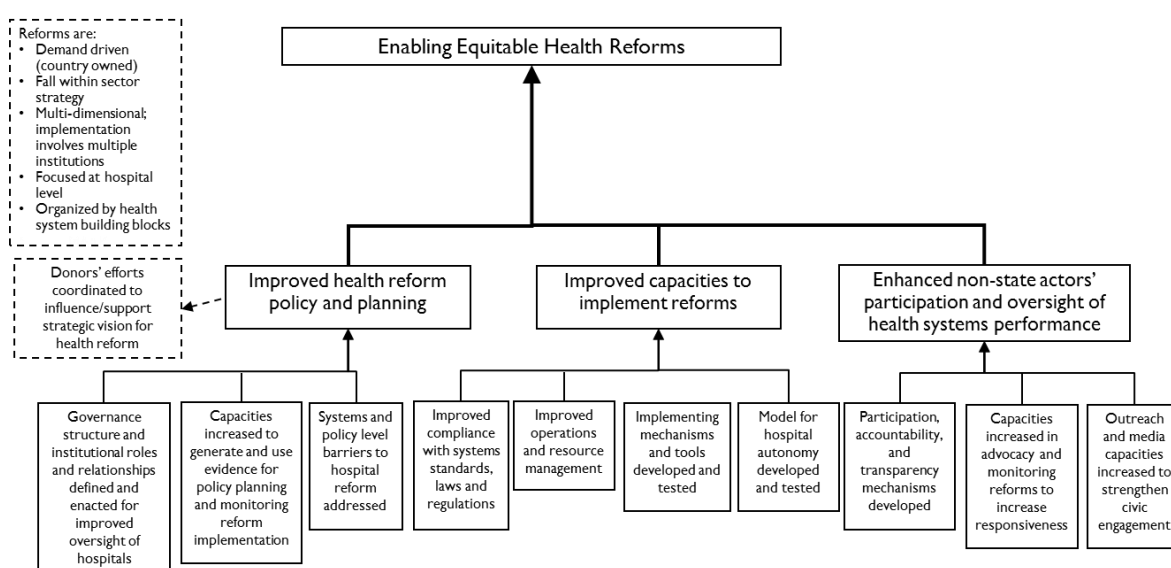 Reforms are:
• Demand driven
(country owned)
• Fall within sector
strategy
• Multi-dimensional;
implementation
involves multiple
institutions
• Focused at hospital
level
• Organized by health
system building blocks
Enabling Equitable Health Reforms
Donors' efforts
coordinated to
influence/support
strategic vision for
health reform
Improved health reform
policy and planning
Improved capacities to
implement reforms
Enhanced non-state actors'
participation and oversight of
health systems performance
Governance
structure and
institutional roles
and relationships
defined and
enacted for
improved
oversight of
hospitals
Capacities
increased to
generate and use
evidence for
policy planning
and monitoring
reform
implementation
Systems and
policy level
barriers to
hospital
reform
addressed
Improved
compliance
with systems
standards,
laws and
regulations
Improved
operations
and resource
management
Implementing
mechanisms
and tools
developed and
tested
Model for
hospital
autonomy
developed
and tested
Participation,
accountability,
and
transparency
mechanisms
developed
Capacities
increased in
advocacy and
monitoring
reforms to
increase
responsiveness
Outreach
and media
capacities
increased to
strengthen
civic
engagement